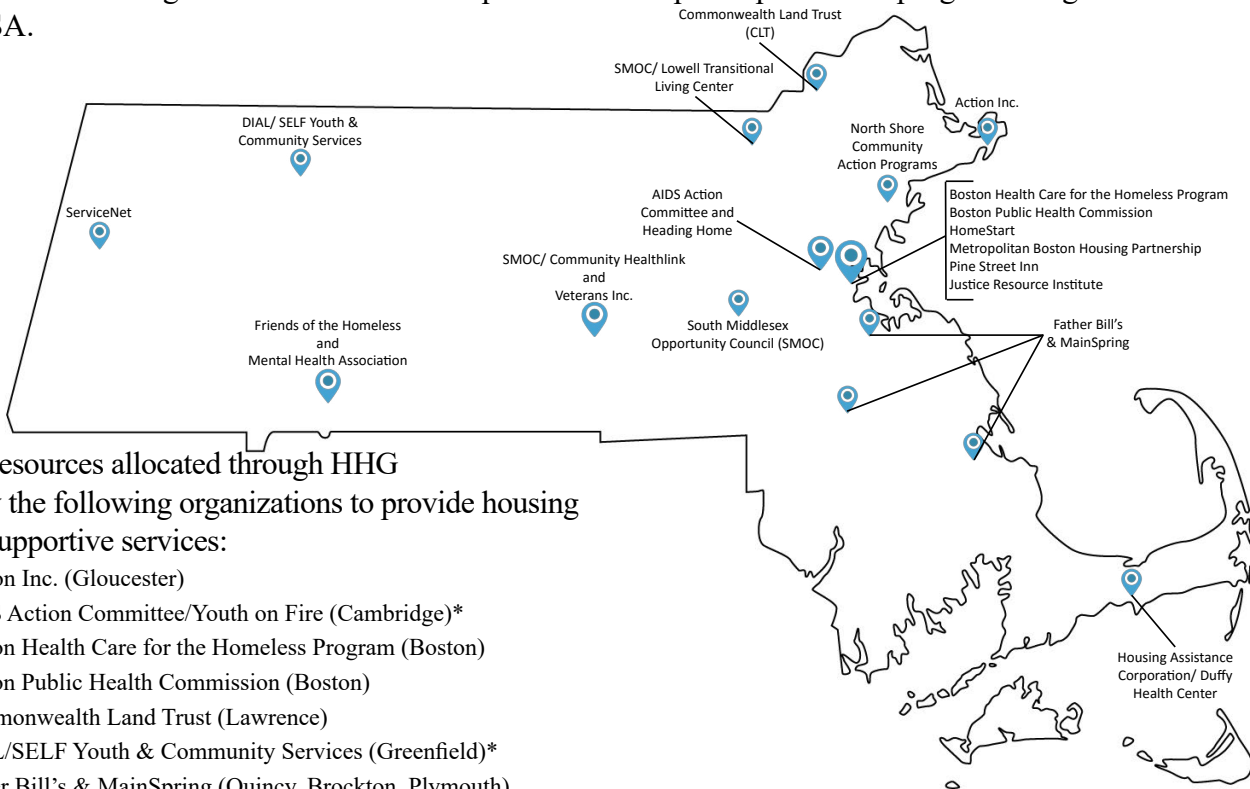 SA.
Commonwealth Land Trust
(CLT)
SMOC/ Lowell Transitional
Living Center
Action Inc.
DIAL/ SELF Youth &
Community Services
North Shore
Community
Action Programs
ServiceNet
AIDS Action
Committee and
Heading Home
Boston Health Care for the Homeless Program
Boston Public Health Commission
HomeStart
Metropolitan Boston Housing Partnership
Pine Street Inn
Justice Resource Institute
SMOC/ Community Healthlink
and
Veterans Inc.
South Middlesex
Opportunity Council (SMOC)
Father Bill's
& MainSpring
Friends of the Homeless
and
Mental Health Association
esources allocated through HHG
the following organizations to provide housing
upportive services:
on Inc. (Gloucester)
Action Committee/Youth on Fire (Cambridge)*
on Health Care for the Homeless Program (Boston)
on Public Health Commission (Boston)
monwealth Land Trust (Lawrence)
L/SELF Youth & Community Services (Greenfield)*
r Bill's & MainSpring (Quincy, Brockton, Plymouth)
Housing Assistance
Corporation/ Duffy
Health Center